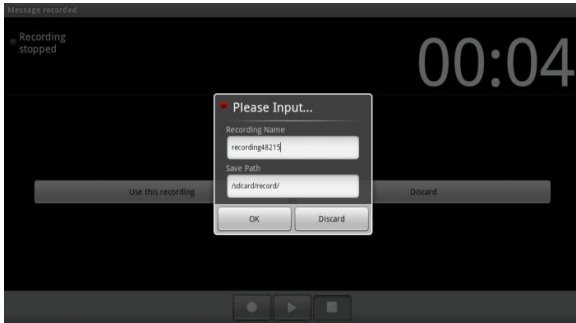 Message recorded
Recording
stopped
00:04
Please Input...
Recording Name
recording48215
Save Path
/sdcard/record/
Use this recording
Discard
OK
Discard